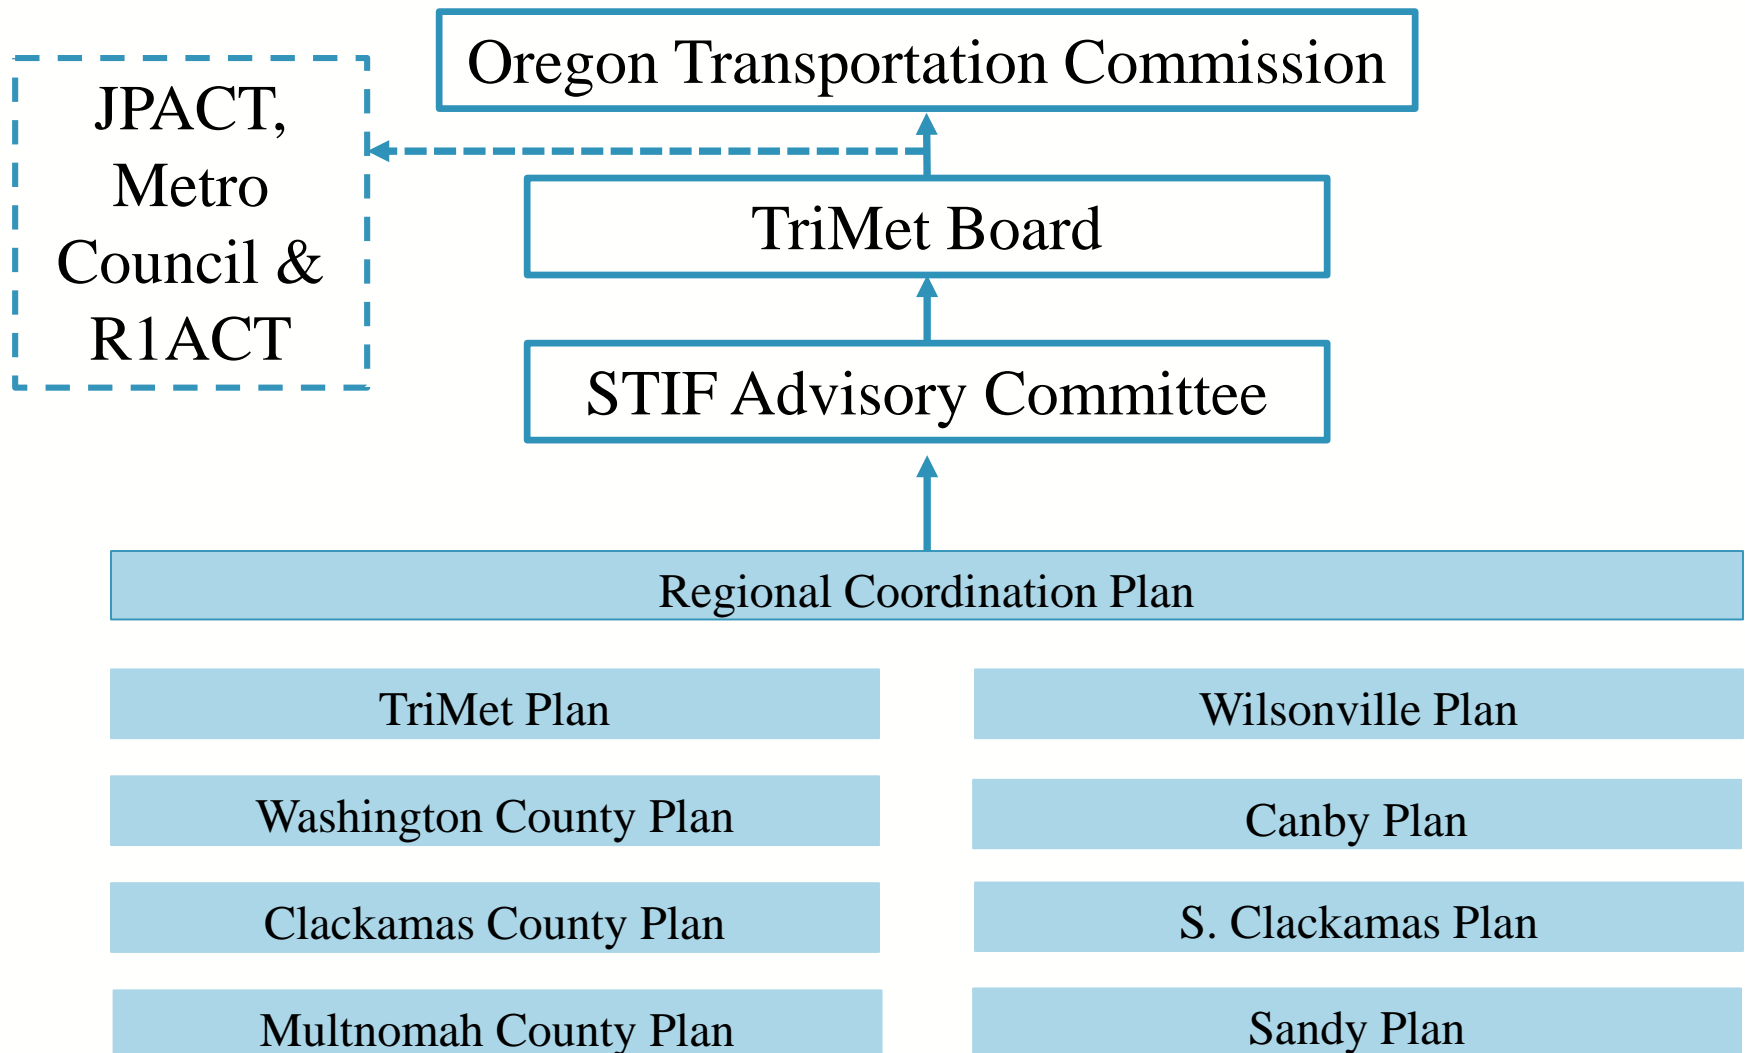 Oregon Transportation Commission
JPACT,
Metro
Council &
R1ACT
TriMet Board
STIF Advisory Committee
Regional Coordination Plan
TriMet Plan
Wilsonville Plan
Washington County Plan
Canby Plan
Clackamas County Plan
S. Clackamas Plan
Multnomah County Plan
Sandy Plan